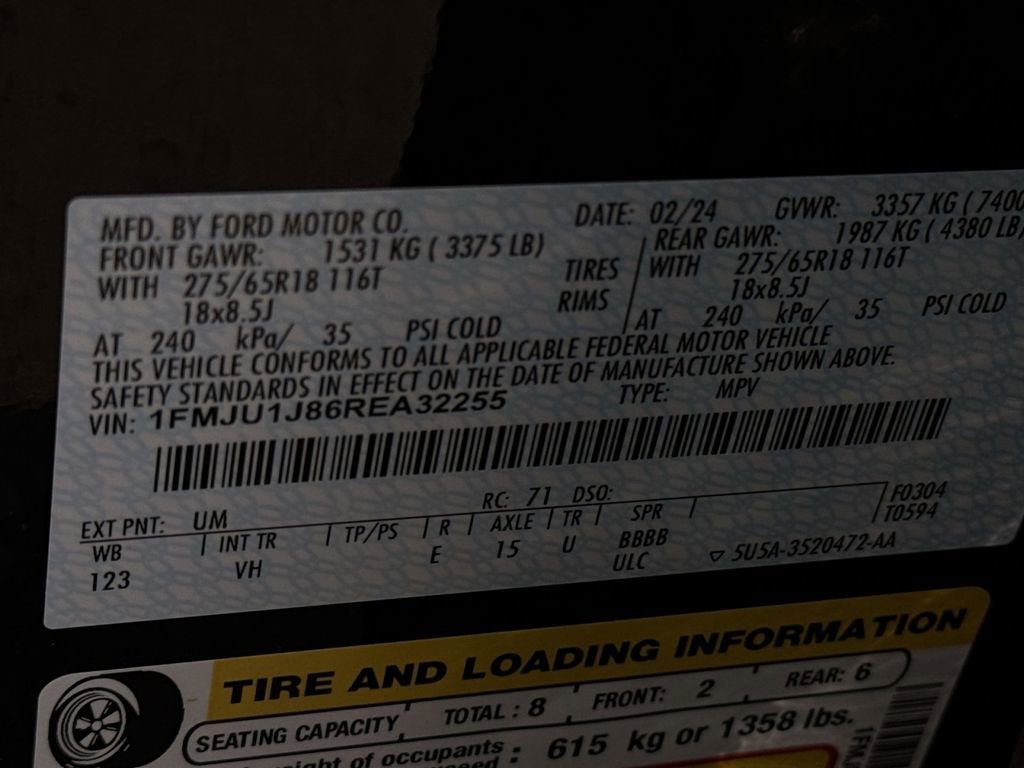 MFD. BY FORD MOTOR CO. DATE: 02/24 GVWR: 3357 KG ( 7400
FRONT GAWR: 1531 KG ( 3375 LB) REAR GAWR: 1987 KG ( 4380 LB)
WITH 275/65R18 116T TIRES WITH 275/65R18 116T
18x8.5J RIMS 18x8.5J
AT 240 kPa/ 35 PSI COLD AT 240 kPa/ 35 PSI COLD
THIS VEHICLE CONFORMS TO ALL APPLICABLE FEDERAL MOTOR VEHICLE
SAFETY STANDARDS IN EFFECT ON THE DATE OF MANUFACTURE SHOWN ABOVE.
VIN: 1FMJU1J86REA32255 TYPE: MPV
EXT PNT: UM RC: 71 DSO: F0304
WB INT TR TP/PS R AXLE TR SPR T0594
123 VH E 15 U BBBB
ULC 5U5A-3520472-AA
TIRE AND LOADING INFORMATION
SEATING CAPACITY TOTAL : 8 FRONT: 2 REAR: 6
of occupants : 615 kg or 1358 lbs.